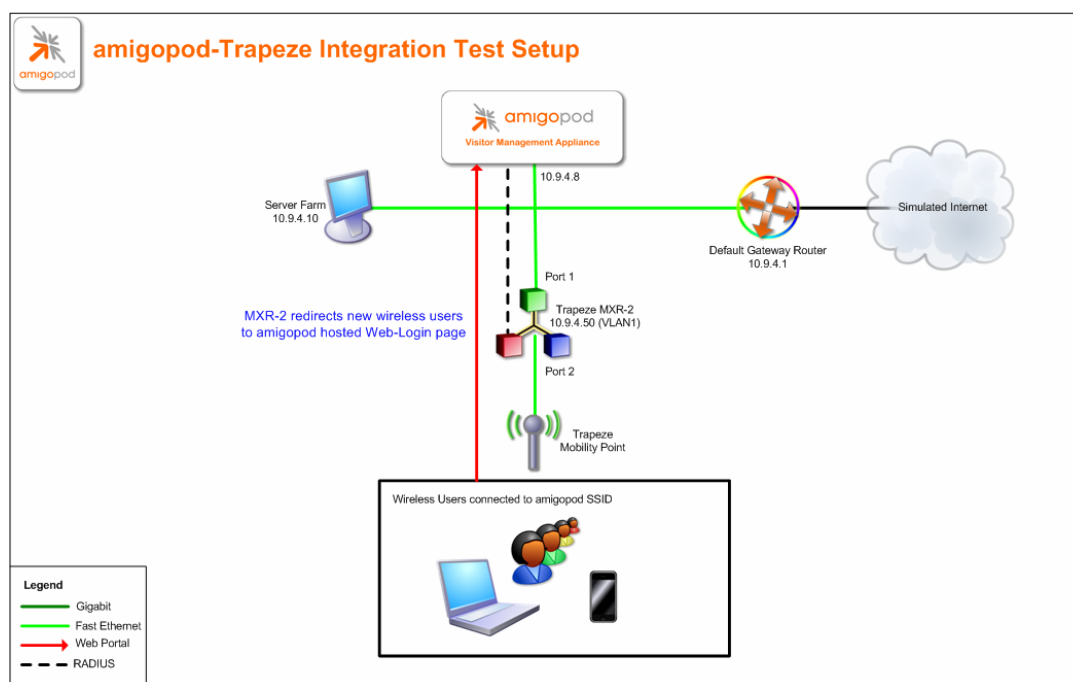 amigopod
amigopod-Trapeze Integration Test Setup
amigopod
Visitor Management Appliance
10.9.4.8
Server Farm
10.9.4.10
Simulated Internet
Default Gateway Router
10.9.4.1
Port 1
Trapeze MXR-2
10.9.4.50 (VLAN1)
MXR-2 redirects new wireless users
to amigopod hosted Web-Login page
Port 2
Trapeze
Mobility Point
Wireless Users connected to amigopod SSID
Legend
Gigabit
Fast Ethernet
Web Portal
RADIUS